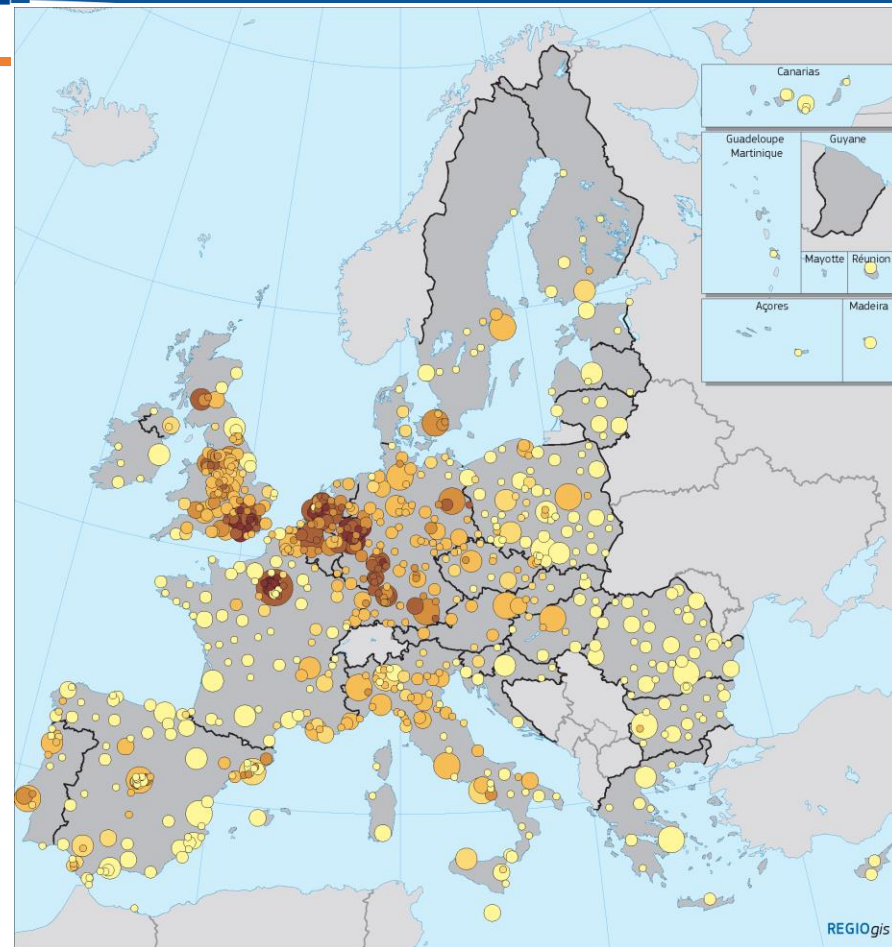 Canarias
Guadeloupe
Martinique
Guyane
Mayotte
Réunion
Açores
Madeira
REGIOgis